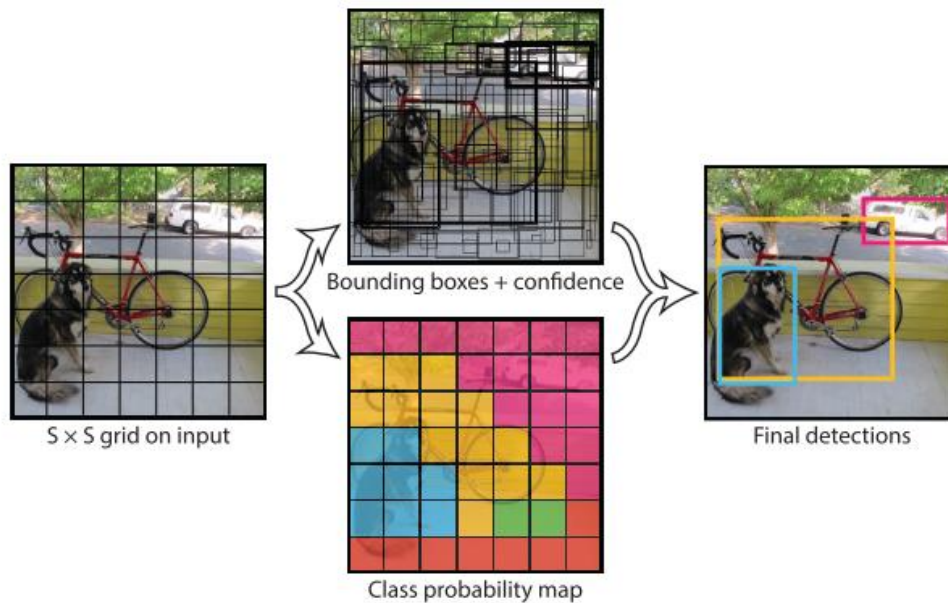 S × S grid on input
Bounding boxes + confidence
Class probability map
Final detections